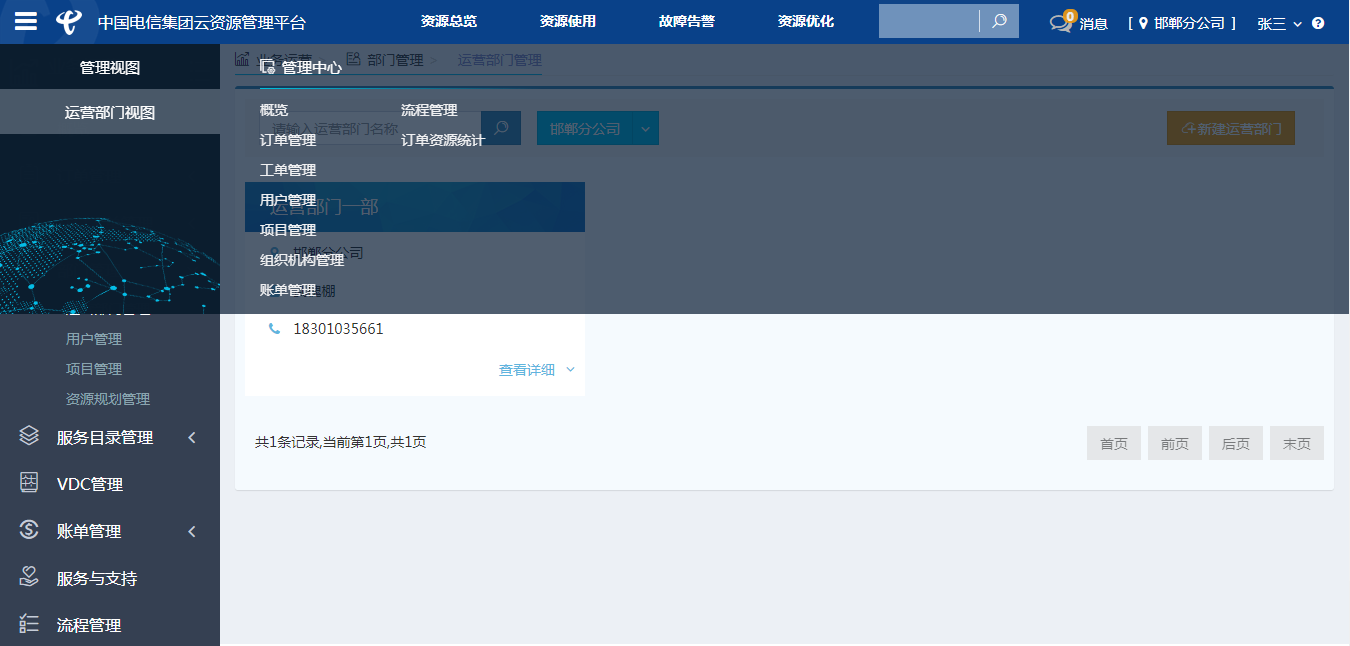 中国电信集团云资源管理平台
资源总览 资源使用 故障告警 资源优化
0 消息 [ 邯郸分公司 ] 张三
管理视图
运营部门视图
业务运营 部门管理 > 运营部门管理
管理中心
概览 流程管理
订单管理 订单资源统计
工单管理
用户管理
项目管理
组织机构管理
账单管理
请输入运营部门名称 邯郸分公司 新建运营部门
运营部门一部
邯郸分公司
18301035661
查看详细
共1条记录,当前第1页,共1页
首页 前页 后页 末页
用户管理
项目管理
资源规划管理
服务目录管理
VDC管理
账单管理
服务与支持
流程管理